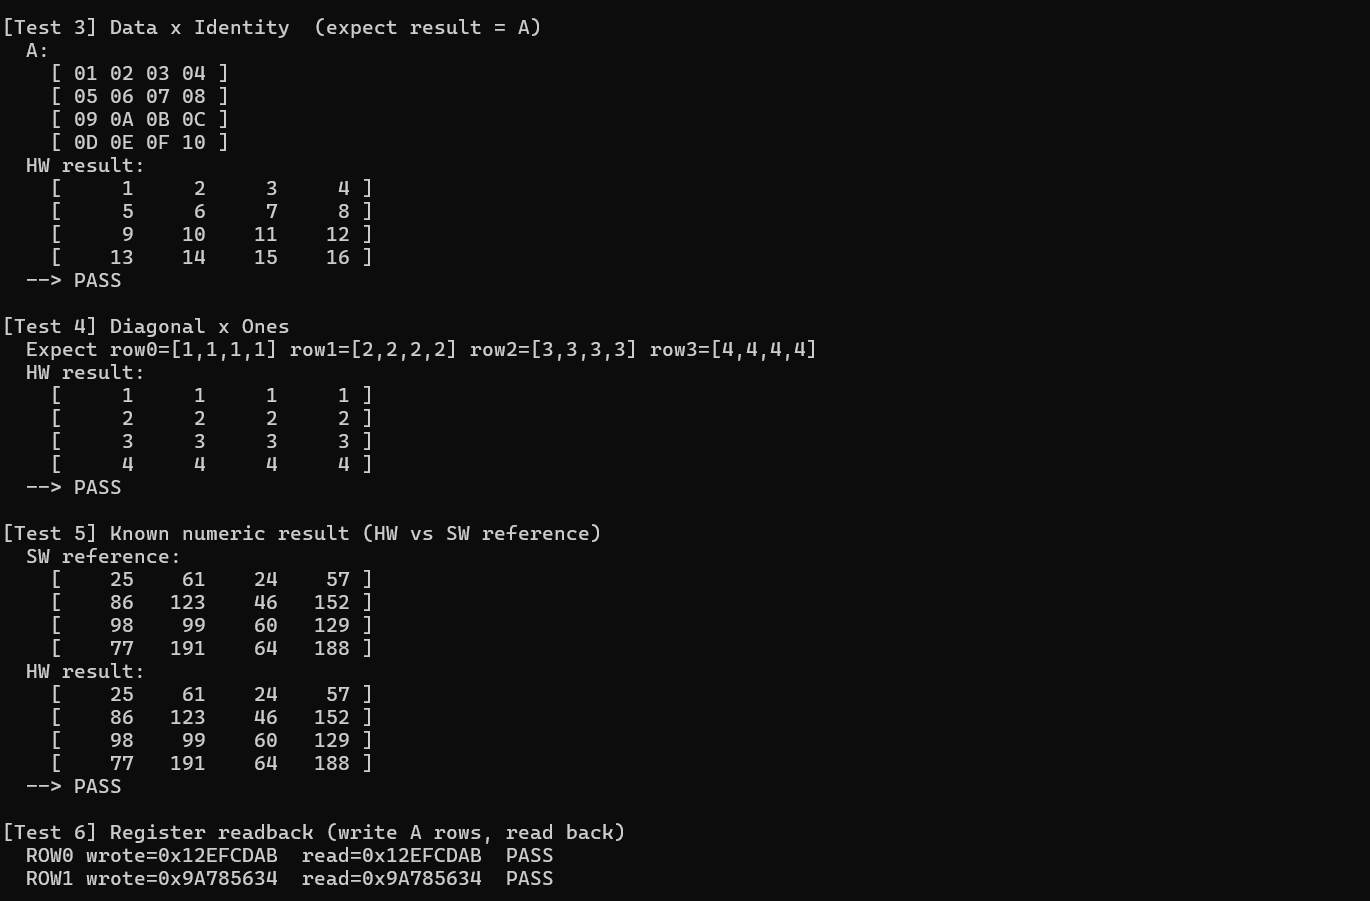 [Test 3] Data x Identity  (expect result = A)
  A:
    [ 01 02 03 04 ]
    [ 05 06 07 08 ]
    [ 09 0A 0B 0C ]
    [ 0D 0E 0F 10 ]
  HW result:
    [     1     2     3     4 ]
    [     5     6     7     8 ]
    [     9    10    11    12 ]
    [    13    14    15    16 ]
  --> PASS

[Test 4] Diagonal x Ones
  Expect row0=[1,1,1,1] row1=[2,2,2,2] row2=[3,3,3,3] row3=[4,4,4,4]
  HW result:
    [     1     1     1     1 ]
    [     2     2     2     2 ]
    [     3     3     3     3 ]
    [     4     4     4     4 ]
  --> PASS

[Test 5] Known numeric result (HW vs SW reference)
  SW reference:
    [    25    61    24    57 ]
    [    86   123    46   152 ]
    [    98    99    60   129 ]
    [    77   191    64   188 ]
  HW result:
    [    25    61    24    57 ]
    [    86   123    46   152 ]
    [    98    99    60   129 ]
    [    77   191    64   188 ]
  --> PASS

[Test 6] Register readback (write A rows, read back)
  ROW0 wrote=0x12EFCDAB  read=0x12EFCDAB  PASS
  ROW1 wrote=0x9A785634  read=0x9A785634  PASS